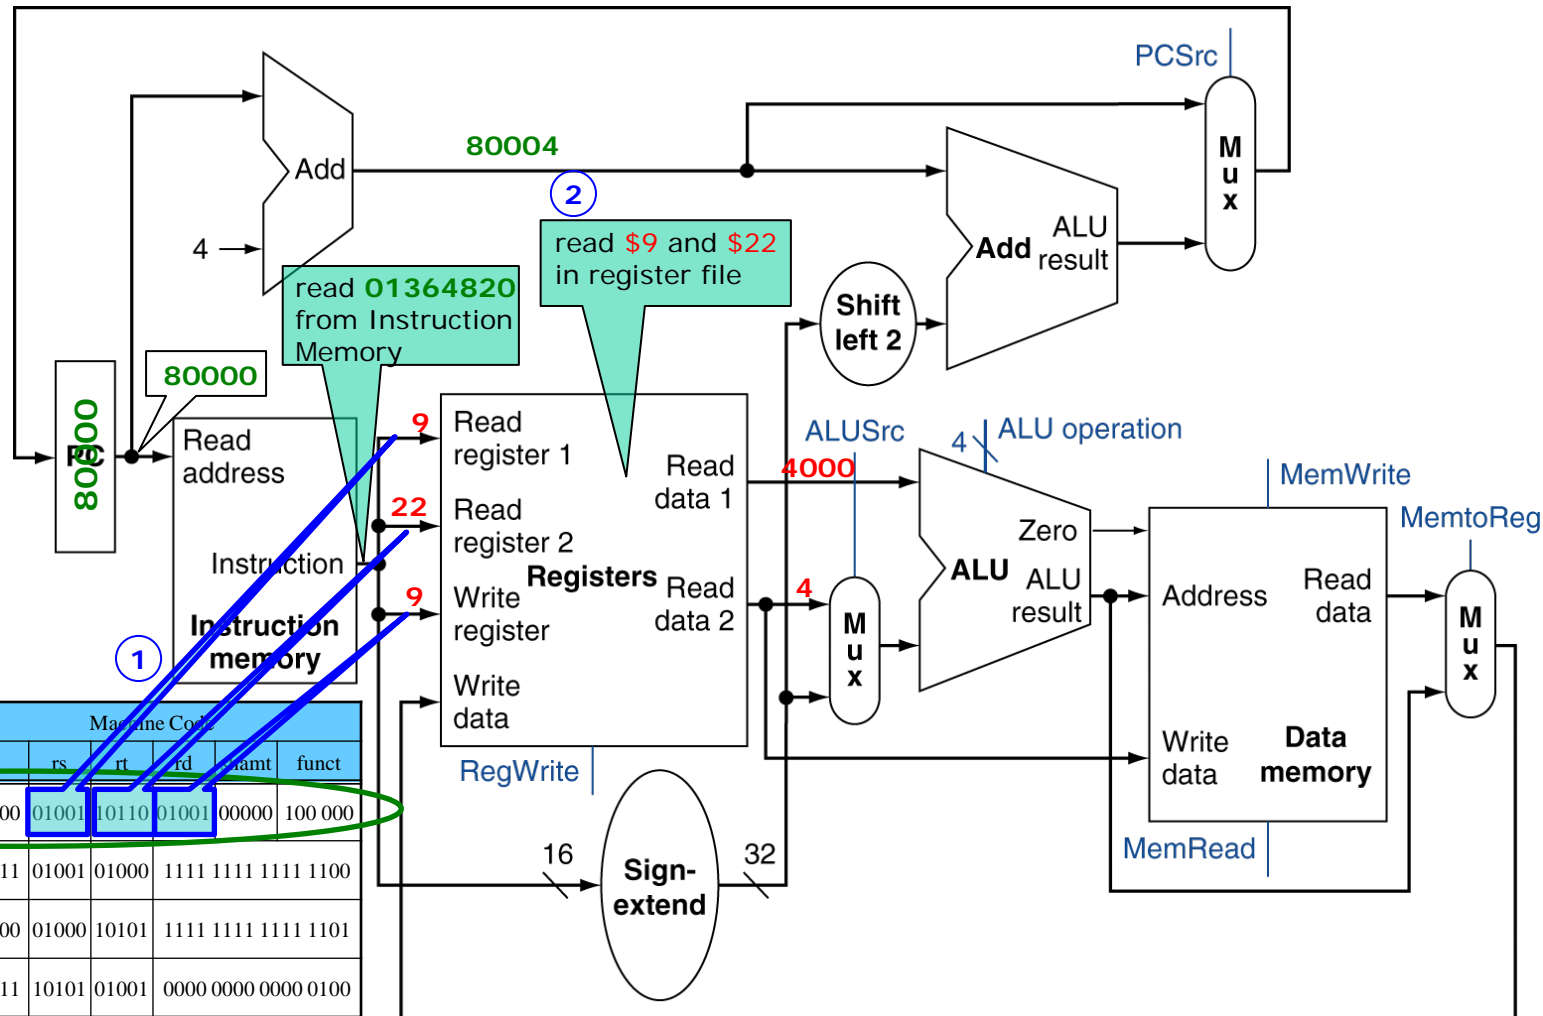 PCSrc
M
u
x
80004
Add
2
4
read $9 and $22
in register file
Add
ALU
result
read 01364820
from Instruction
Memory
Shift
left 2
80000
PC
80000
Read
address
Instruction
Instruction
memory
1
9
22
9
Read
register 1
Read
register 2
Write
register
Write
data
Registers
Read
data 1
Read
data 2
RegWrite
4000
4
ALUSrc
M
u
x
4
ALU operation
Zero
ALU
ALU
result
MemWrite
MemtoReg
Address
Read
data
Write
data
Data
memory
MemRead
M
u
x
16
Sign-
extend
32
Machine Code
rs rt rd shamt funct
00 01001 10110 01001 00000 100 000
11 01001 01000 1111 1111 1111 1100
00 01000 10101 1111 1111 1111 1101
11 10101 01001 0000 0000 0000 0100